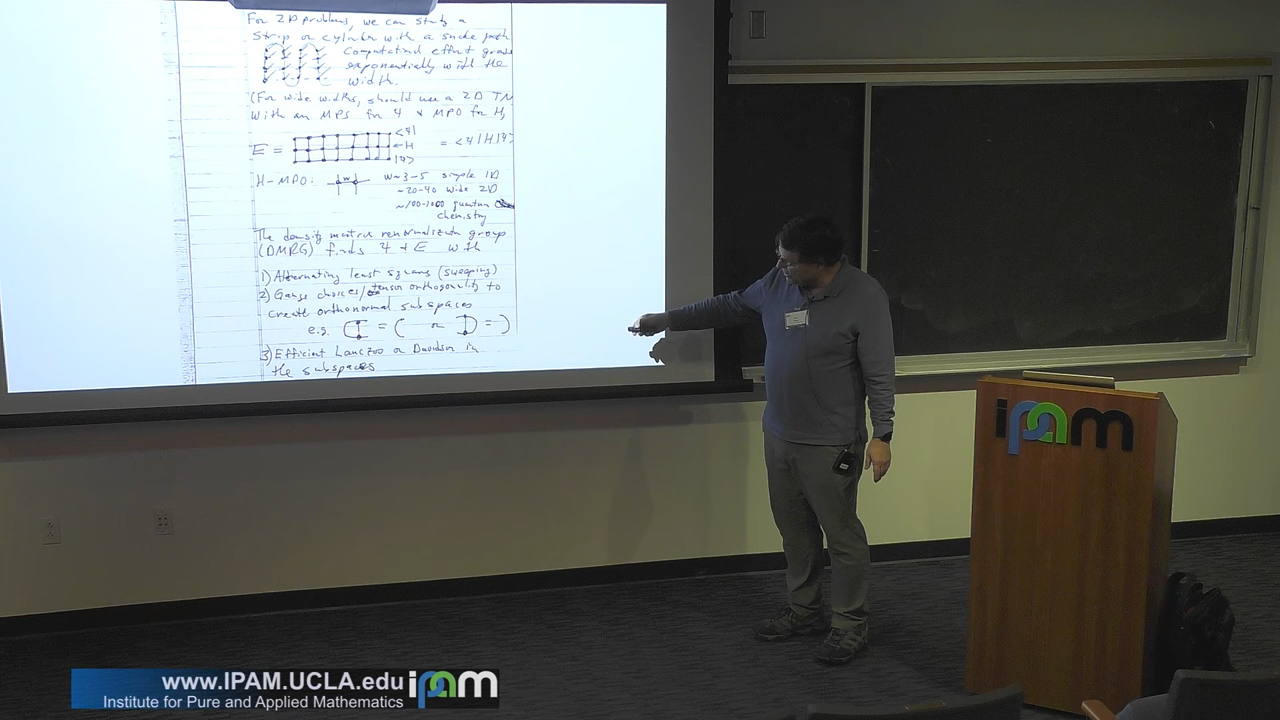 For 2D problems, we can study a
strip or cylinder with a snake path
Computational effort grows
exponentially with the
width.
(For wide widths, should use a 2D TN
With an MPS for ψ & MPO for H,
E = <ψ| ←H |ψ> = <ψ|H|ψ>
H-MPO: w w~3-5 simple 1D
~20-40 wide 2D
~100-1000 quantum
chemistry
The density matrix renormalization group
(DMRG) finds ψ & E with
1) Alternating least squares (sweeping)
2) Gauge choices/tensor orthogonality to
create orthonormal subspaces
e.g. = ( or = )
3) Efficient Lanczos or Davidson in
the subspaces
ipam
www.IPAM.UCLA.edu ipam
Institute for Pure and Applied Mathematics